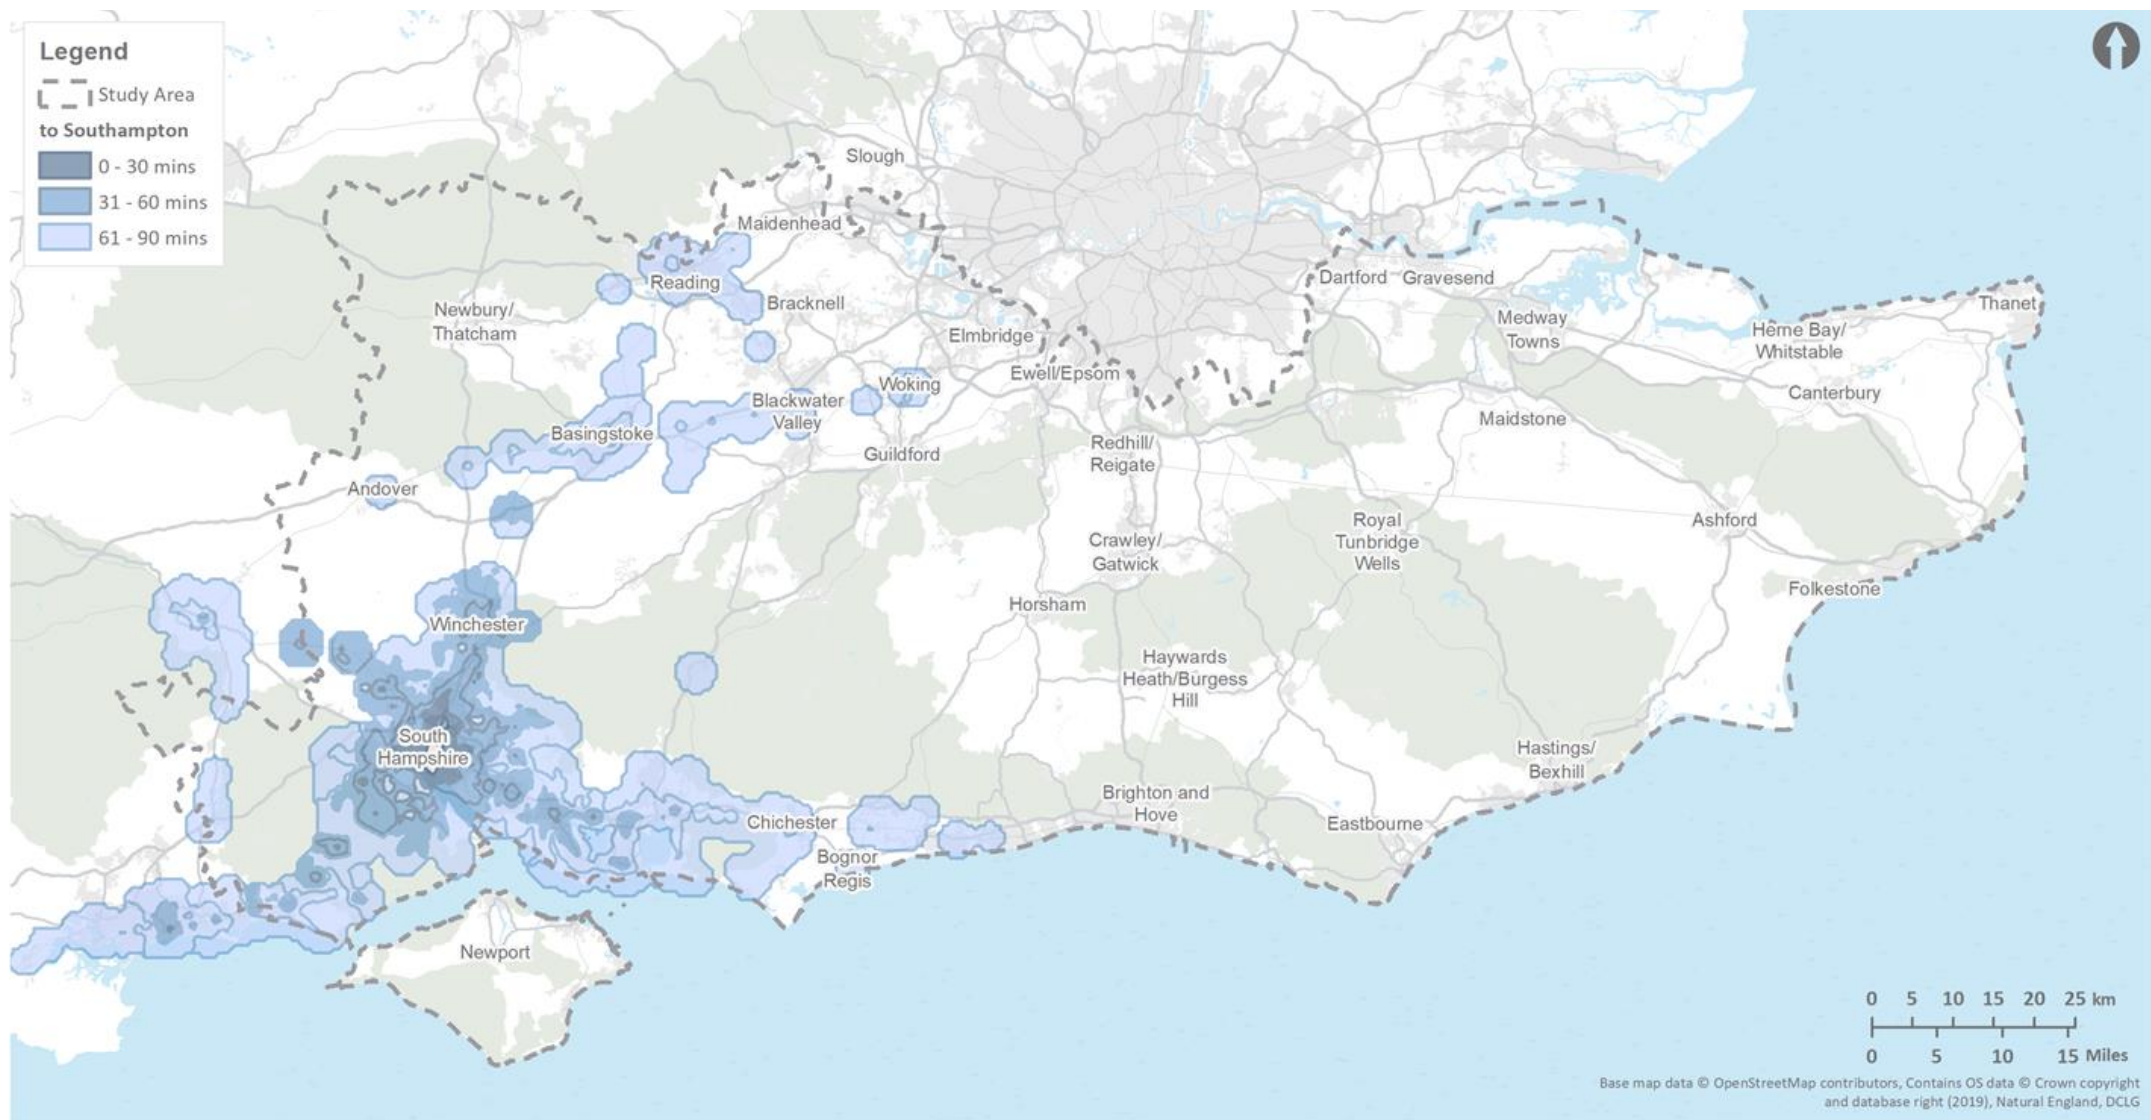 Legend
Study Area
to Southampton
0 - 30 mins
31 - 60 mins
61 - 90 mins
Slough
Maidenhead
Reading
Bracknell
Newbury/
Thatcham
Elmbridge
Ewell/Epsom
Dartford
Gravesend
Medway
Towns
Herne Bay/
Whitstable
Thanet
Canterbury
Woking
Blackwater
Valley
Basingstoke
Guildford
Redhill/
Reigate
Maidstone
Andover
Crawley/
Gatwick
Royal
Tunbridge
Wells
Ashford
Folkestone
Horsham
Winchester
Haywards
Heath/Burgess
Hill
South
Hampshire
Hastings/
Bexhill
Chichester
Brighton and
Hove
Eastbourne
Bognor
Regis
Newport
0 5 10 15 20 25 km
0 5 10 15 Miles
Base map data © OpenStreetMap contributors, Contains OS data © Crown copyright
and database right (2019), Natural England, DCLG